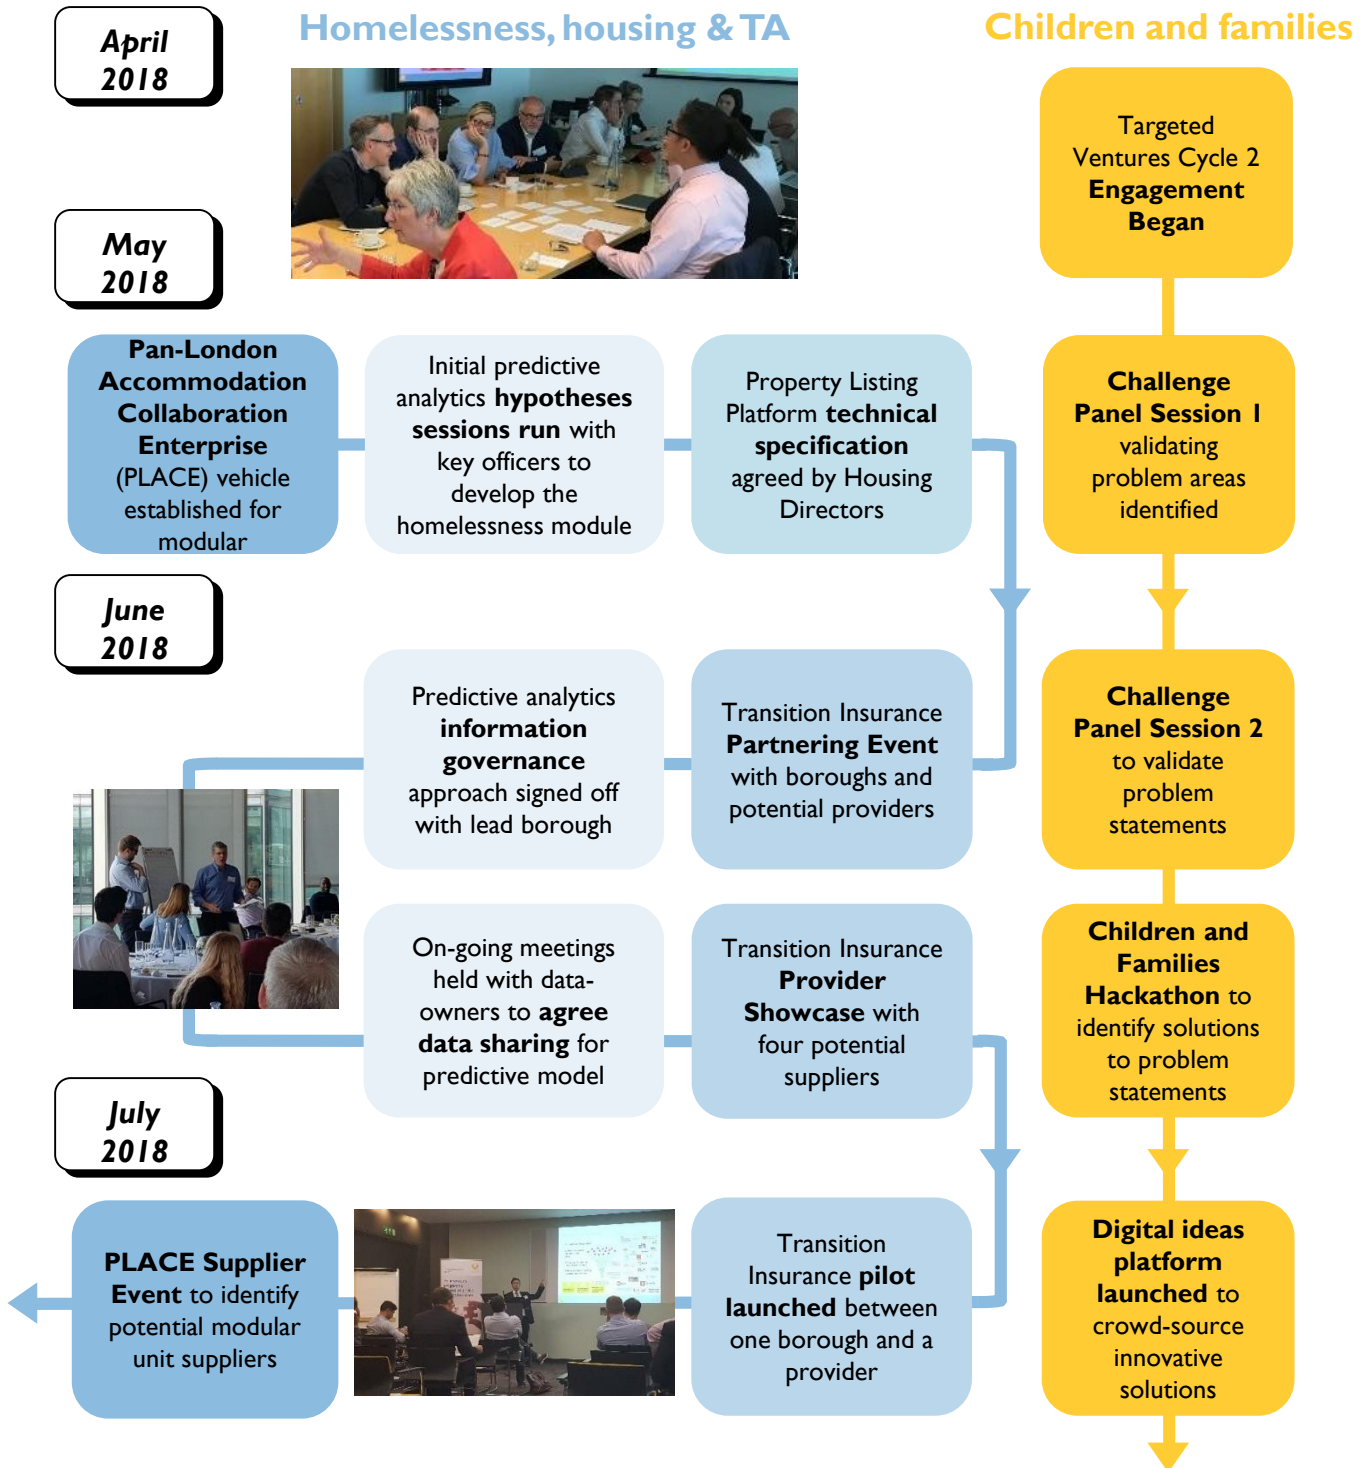 April
2018
Homelessness, housing & TA
Children and families
Targeted
Ventures Cycle 2
Engagement
Began
May
2018
Pan-London
Accommodation
Collaboration
Enterprise
(PLACE) vehicle
established for
modular
Initial predictive
analytics hypotheses
sessions run with
key officers to
develop the
homelessness module
Property Listing
Platform technical
specification
agreed by Housing
Directors
Challenge
Panel Session 1
validating
problem areas
identified
June
2018
Predictive analytics
information
governance
approach signed off
with lead borough
Transition Insurance
Partnering Event
with boroughs and
potential providers
Challenge
Panel Session 2
to validate
problem
statements
On-going meetings
held with data-
owners to agree
data sharing for
predictive model
Transition Insurance
Provider
Showcase with
four potential
suppliers
Children and
Families
Hackathon to
identify solutions
to problem
statements
July
2018
PLACE Supplier
Event to identify
potential modular
unit suppliers
Transition
Insurance pilot
launched between
one borough and a
provider
Digital ideas
platform
launched to
crowd-source
innovative
solutions